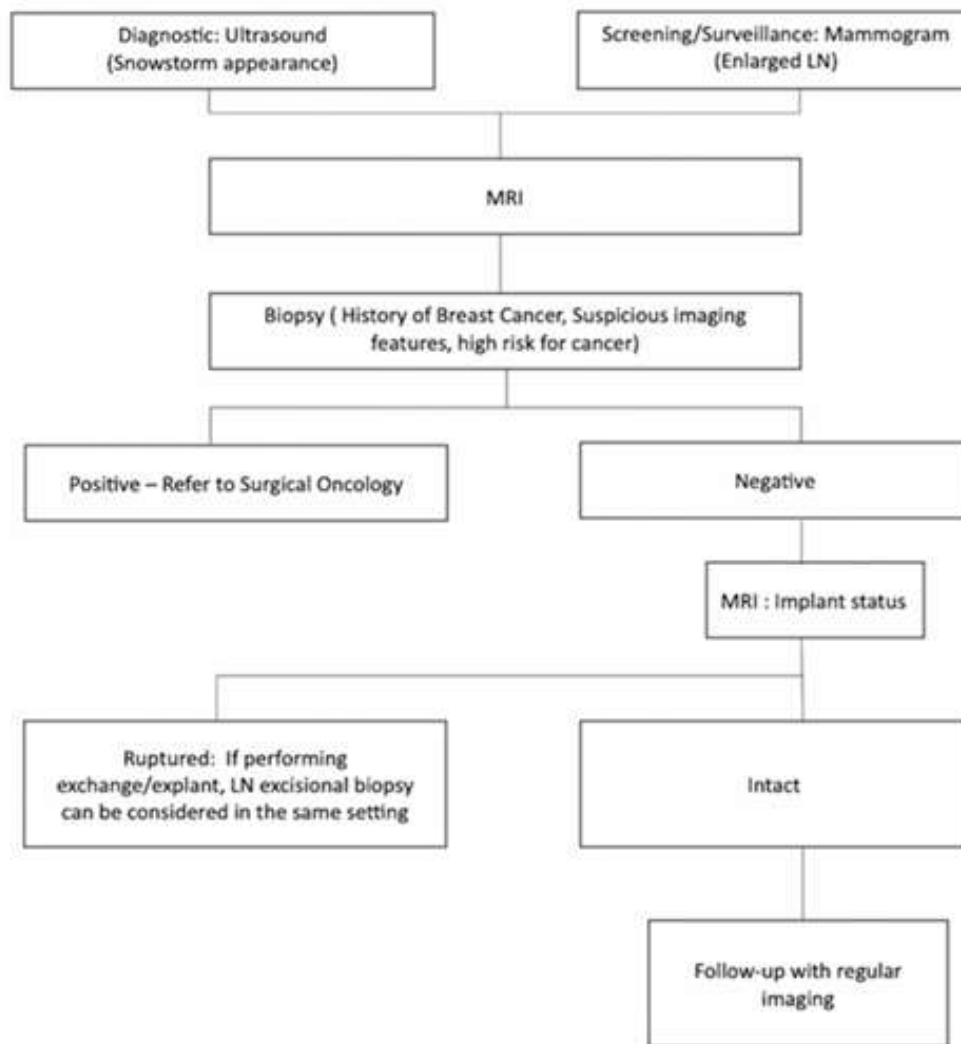 Diagnostic: Ultrasound
(Snowstorm appearance)
Screening/Surveillance: Mammogram
(Enlarged LN)
MRI
Biopsy ( History of Breast Cancer, Suspicious imaging
features, high risk for cancer)
Positive – Refer to Surgical Oncology
Negative
MRI : Implant status
Ruptured:  If performing
exchange/explant, LN excisional biopsy
can be considered in the same setting
Intact
Follow-up with regular
imaging